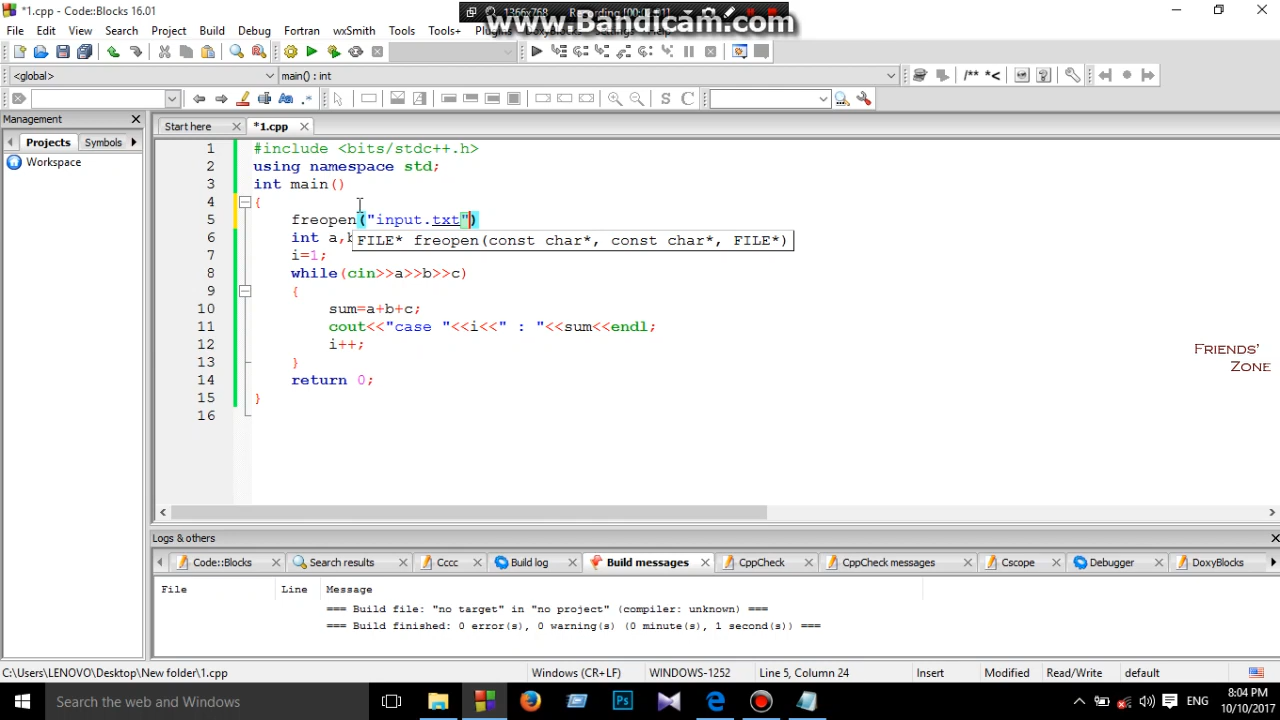 *1.cpp - Code::Blocks 16.01
1366x768
www.Bandicam.com
File Edit View Search Project Build Debug Fortran wxSmith Tools Tools+ Plugins DoxyBlocks Settings Help
<global>
main() : int
/** *<
S C
Management
Start here
*1.cpp
Projects Symbols
Workspace
1 #include <bits/stdc++.h>
2 using namespace std;
3 int main()
4 {
5 freopen("input.txt")
6 int a,b
FILE* freopen(const char*, const char*, FILE*)
7 i=1;
8 while(cin>>a>>b>>c)
9 {
10 sum=a+b+c;
11 cout<<"case "<<i<<" : "<<sum<<endl;
12 i++;
13 }
14 return 0;
15 }
16
FRIENDS'
ZONE
Logs & others
Code::Blocks Search results Cccc Build log Build messages CppCheck CppCheck messages Cscope Debugger DoxyBlocks
File Line Message
=== Build file: "no target" in "no project" (compiler: unknown) ===
=== Build finished: 0 error(s), 0 warning(s) (0 minute(s), 1 second(s)) ===
C:\Users\LENOVO\Desktop\New folder\1.cpp Windows (CR+LF) WINDOWS-1252 Line 5, Column 24 Insert Modified Read/Write default
Search the web and Windows
Ps
ENG
8:04 PM
10/10/2017